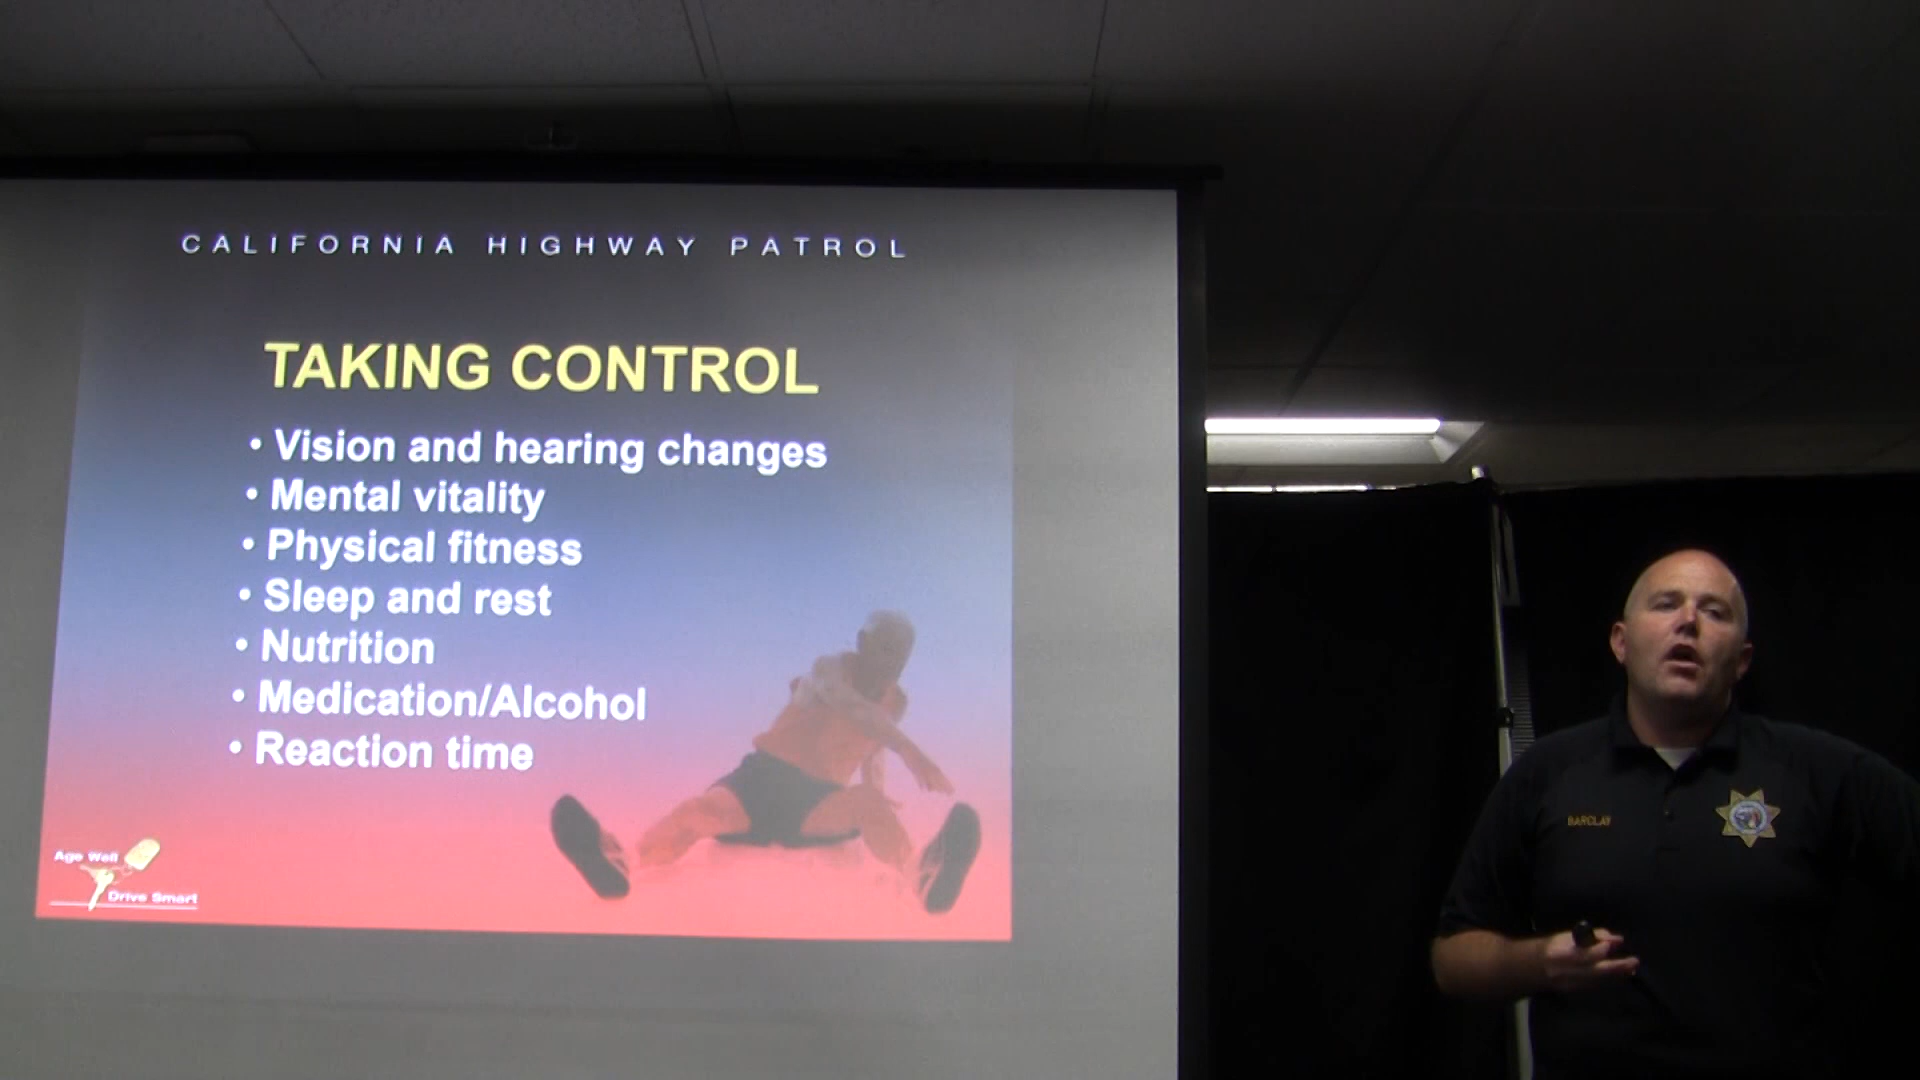 CALIFORNIA HIGHWAY PATROL
TAKING CONTROL
• Vision and hearing changes
• Mental vitality
• Physical fitness
• Sleep and rest
• Nutrition
• Medication/Alcohol
• Reaction time
Age Well
Drive Smart
BARCLAY